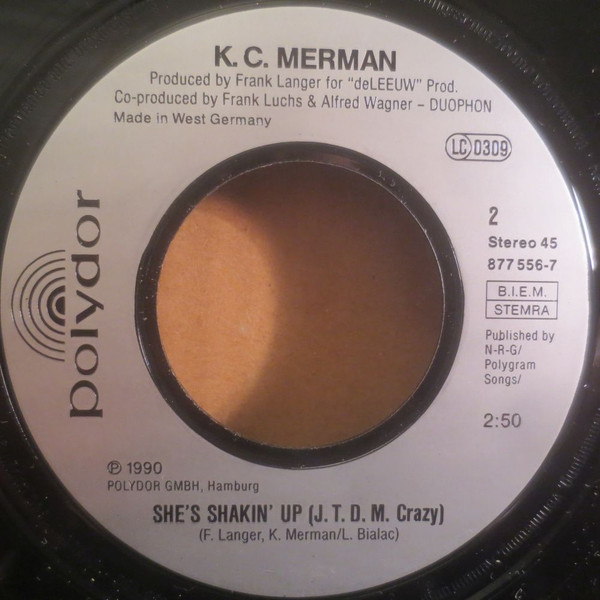 K. C. MERMAN
Produced by Frank Langer for "deLEEUW" Prod.
Co-produced by Frank Luchs & Alfred Wagner – DUOPHON
Made in West Germany
LC 0309
polydor
2
Stereo 45
877 556-7
B.I.E.M.
STEMRA
Published by
N-R-G/
Polygram
Songs/
2:50
℗ 1990
POLYDOR GMBH, Hamburg
SHE'S SHAKIN' UP (J. T. D. M. Crazy)
(F. Langer, K. Merman/L. Bialac)